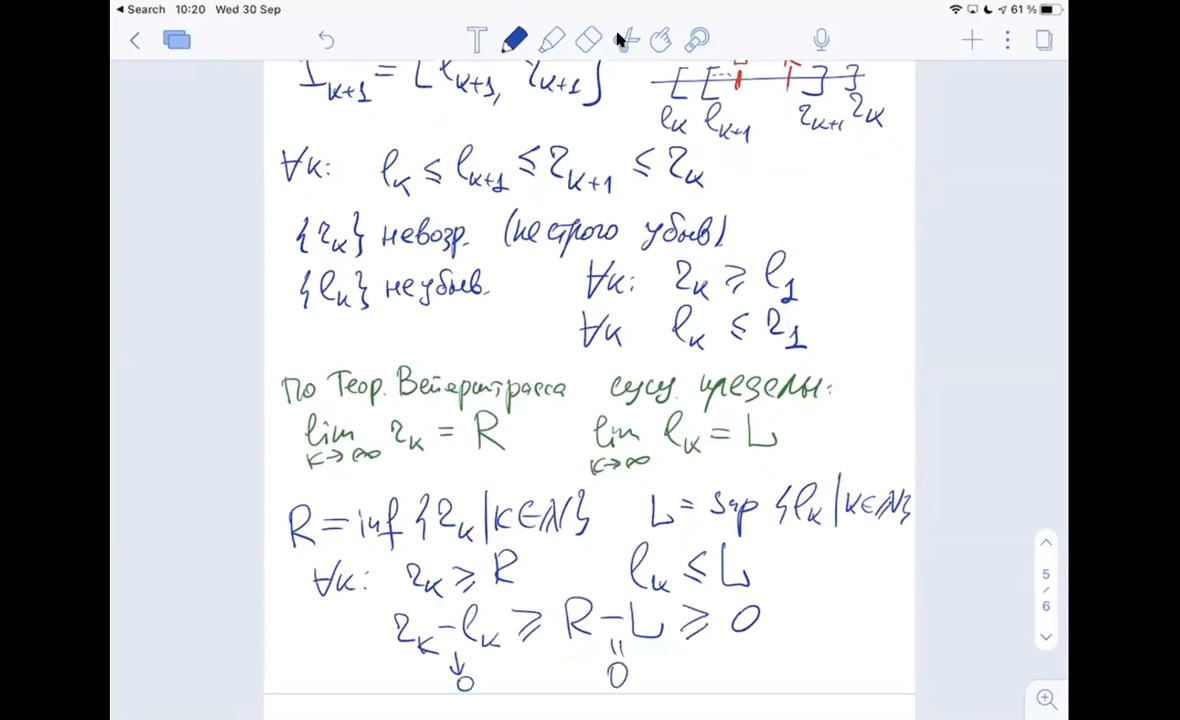 Search 10:20 Wed 30 Sep 61 %
I_{k+1} = [l_{k+1}, r_{k+1}]
l_k l_{k+1} r_{k+1} r_k
∀k: l_k ≤ l_{k+1} ≤ r_{k+1} ≤ r_k
{r_k} невозр. (не строго убыв)
{l_k} неубыв. ∀k: r_k ≥ l_1
∀k l_k ≤ r_1
По Теор. Вейерштрасса сущ. пределы:
lim_{k→∞} r_k = R lim_{k→∞} l_k = L
R = inf {r_k | k∈N} L = sup {l_k | k∈N}
∀k: r_k ≥ R l_k ≤ L
r_k - l_k ≥ R - L ≥ 0
↓ 0 || 0
5 / 6